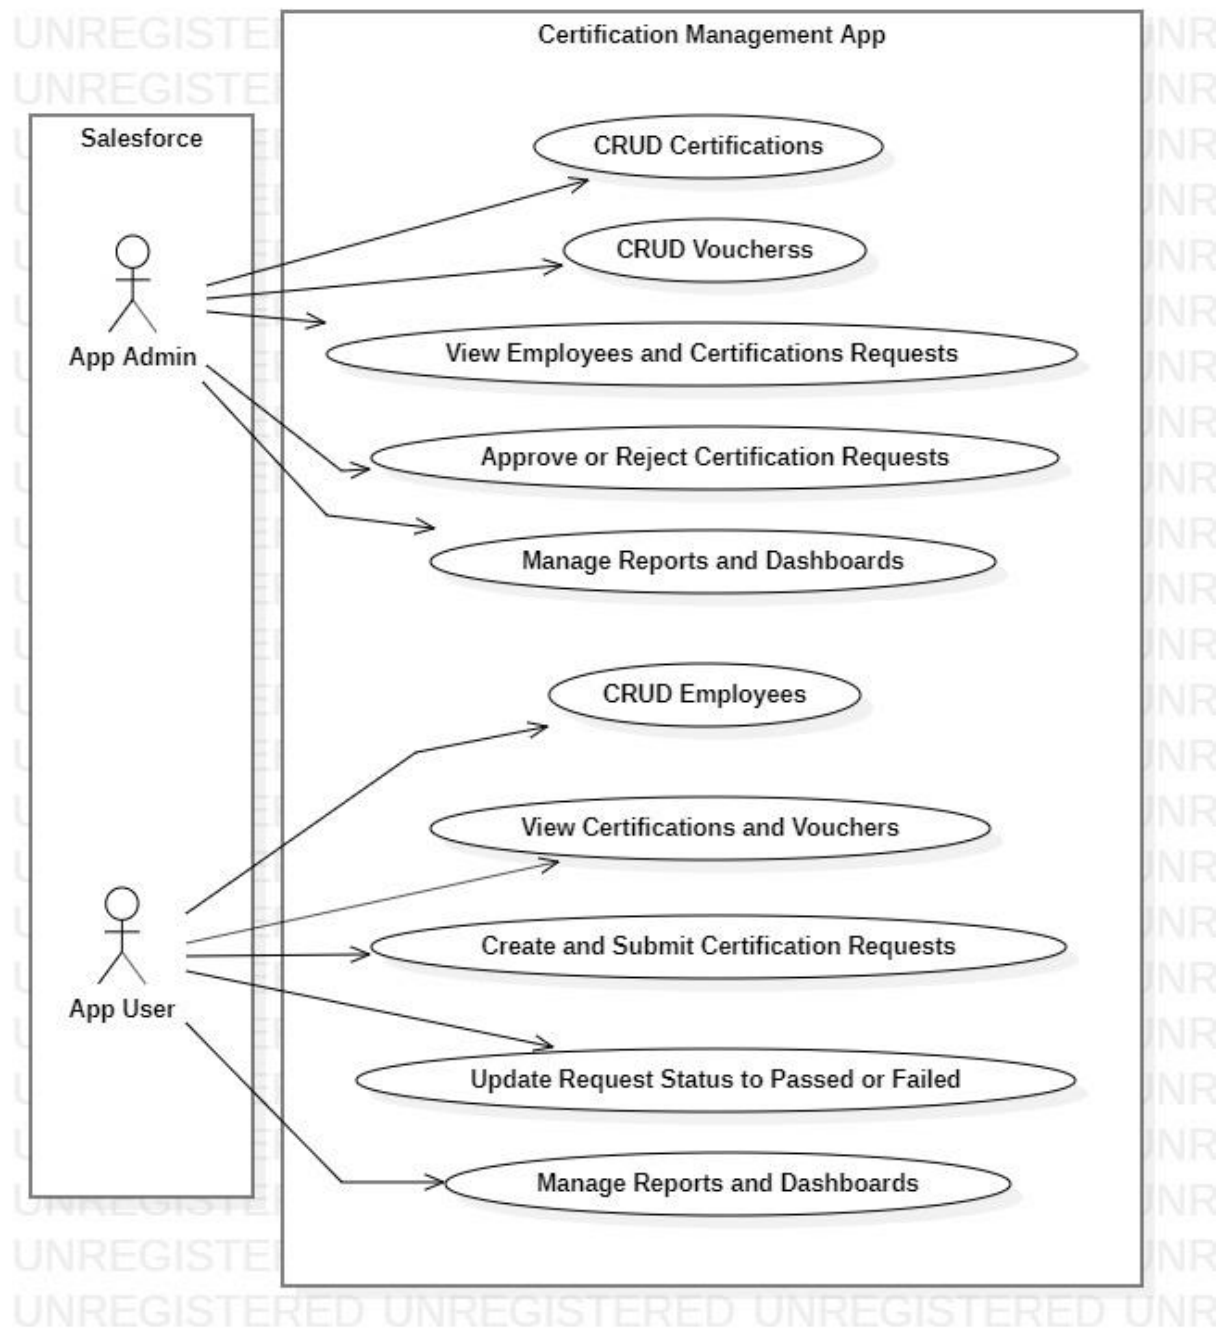 Certification Management App
Salesforce
CRUD Certifications
CRUD Voucherss
App Admin
View Employees and Certifications Requests
Approve or Reject Certification Requests
Manage Reports and Dashboards
CRUD Employees
View Certifications and Vouchers
App User
Create and Submit Certification Requests
Update Request Status to Passed or Failed
Manage Reports and Dashboards
UNREGISTERED UNREGISTERED UNREGISTERED UNR